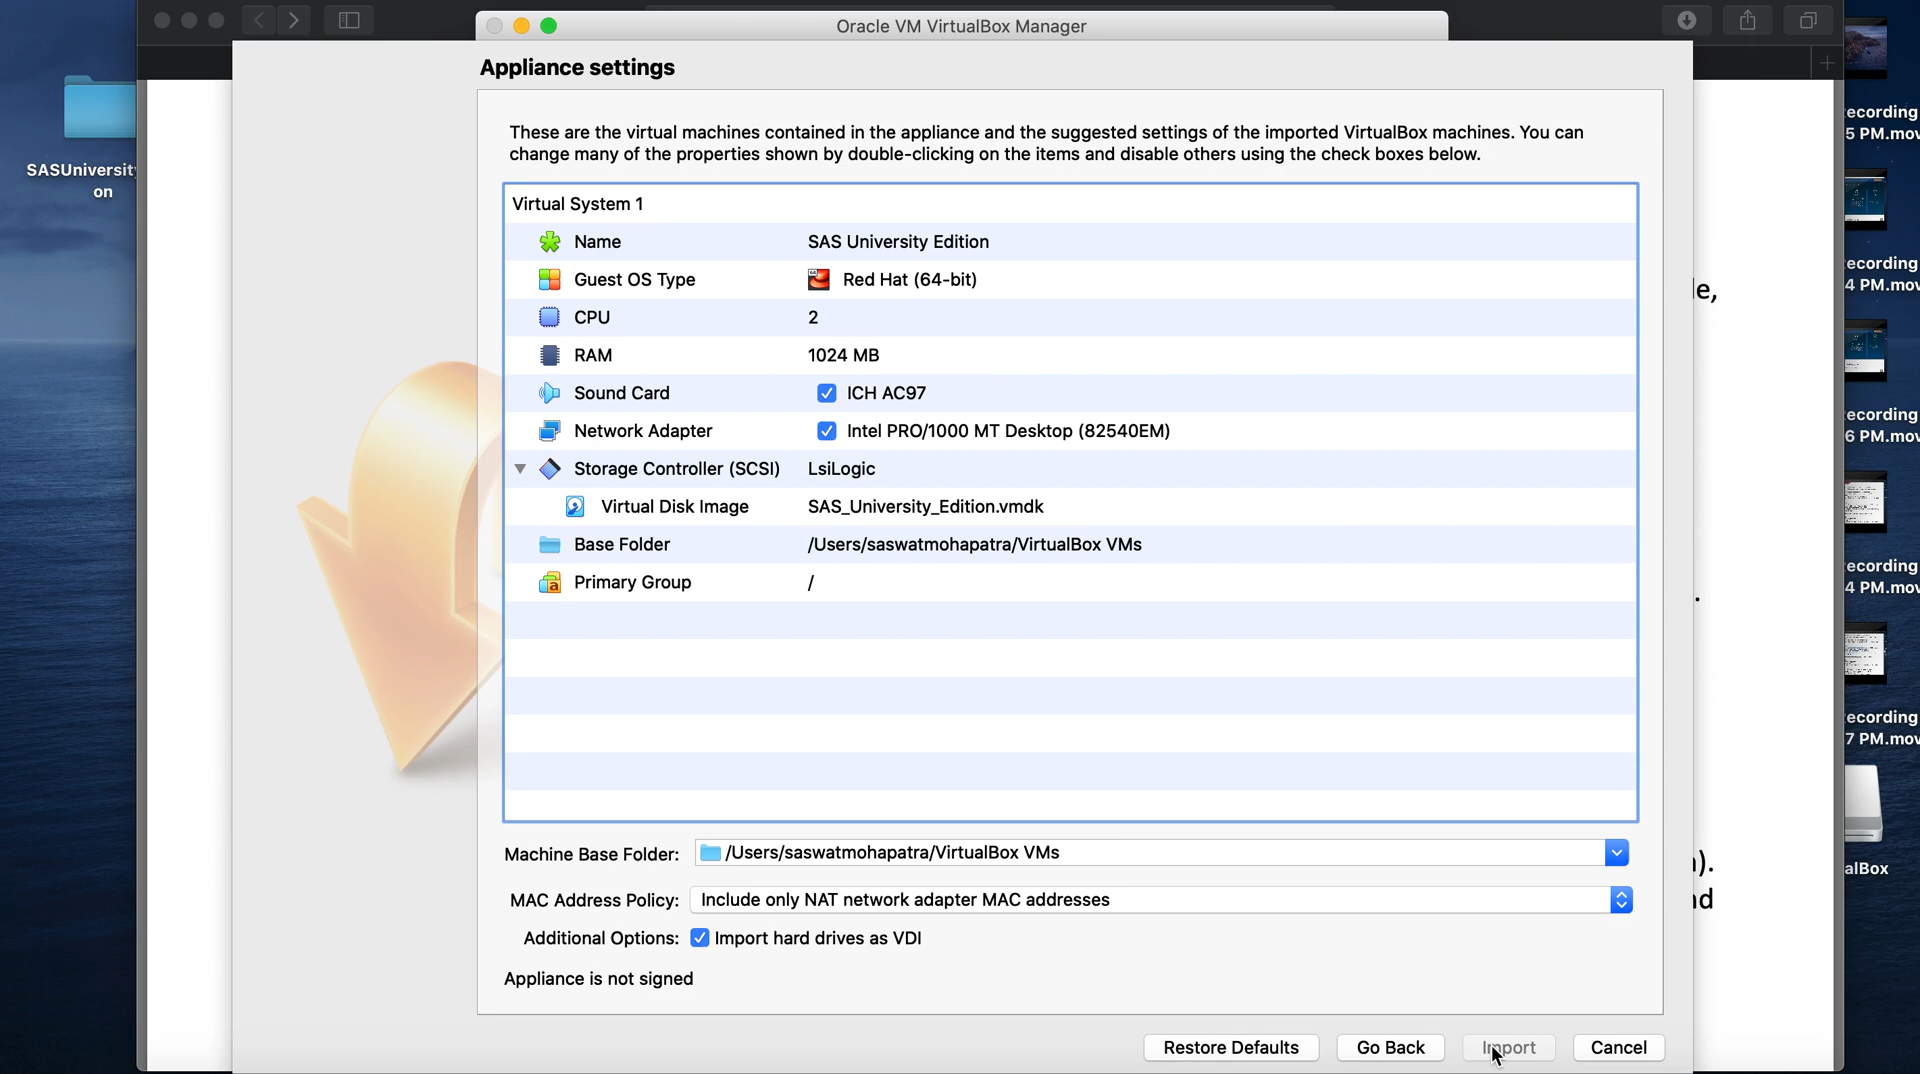 Oracle VM VirtualBox Manager
Appliance settings
These are the virtual machines contained in the appliance and the suggested settings of the imported VirtualBox machines. You can
change many of the properties shown by double-clicking on the items and disable others using the check boxes below.
Virtual System 1
Name SAS University Edition
Guest OS Type Red Hat (64-bit)
CPU 2
RAM 1024 MB
Sound Card ICH AC97
Network Adapter Intel PRO/1000 MT Desktop (82540EM)
Storage Controller (SCSI) LsiLogic
Virtual Disk Image SAS_University_Edition.vmdk
Base Folder /Users/saswatmohapatra/VirtualBox VMs
Primary Group /
Machine Base Folder: /Users/saswatmohapatra/VirtualBox VMs
MAC Address Policy: Include only NAT network adapter MAC addresses
Additional Options: Import hard drives as VDI
Appliance is not signed
Restore Defaults Go Back Import Cancel
SASUniversity
on
le,
.
).
nd
ecording
5 PM.mov
ecording
4 PM.mov
ecording
6 PM.mov
ecording
4 PM.mov
ecording
7 PM.mov
alBox